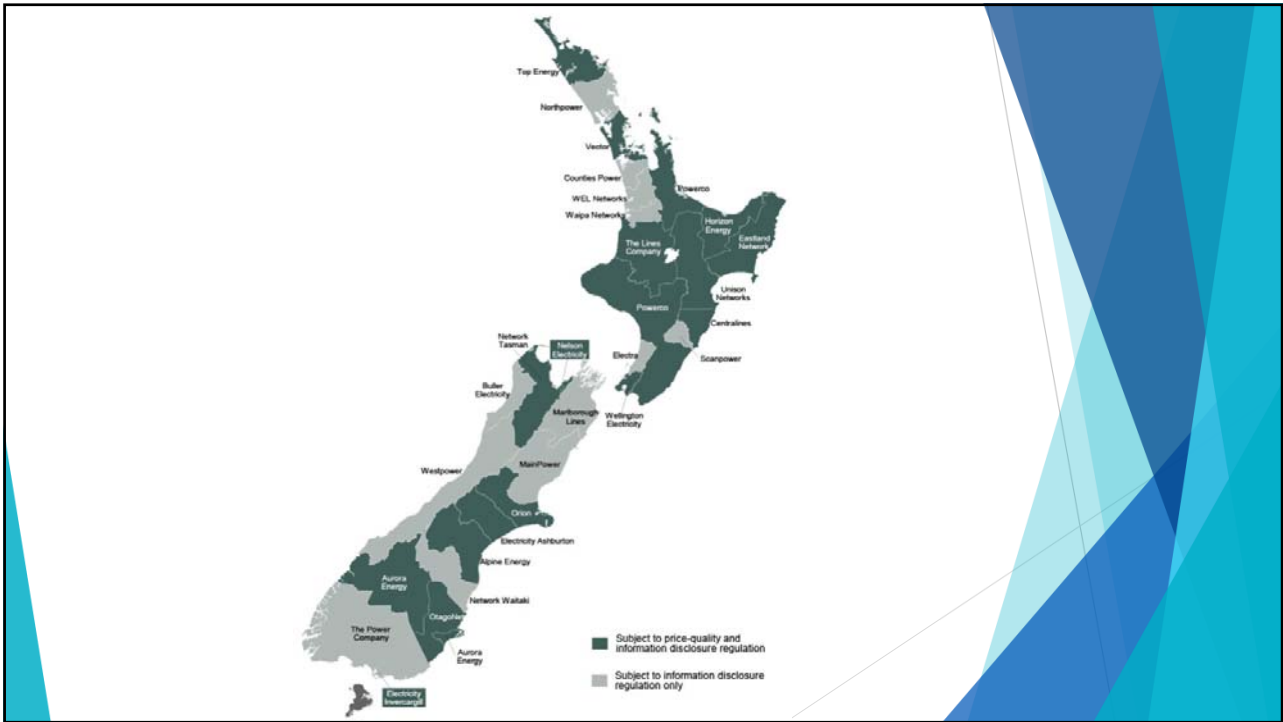 Top Energy
Northpower
Vector
Counties Power
WEL Networks
Waipa Networks
Powerco
Horizon
Energy
Eastland
Network
The Lines
Company
Unison
Networks
Powerco
Centralines
Scanpower
Electra
Wellington
Electricity
Network
Tasman
Nelson
Electricity
Buller
Electricity
Marlborough
Lines
Westpower
MainPower
Orion
Electricity Ashburton
Alpine Energy
Network Waitaki
Aurora
Energy
OtagoNet
The Power
Company
Aurora
Energy
Electricity
Invercargill
Subject to price-quality and
information disclosure regulation
Subject to information disclosure
regulation only